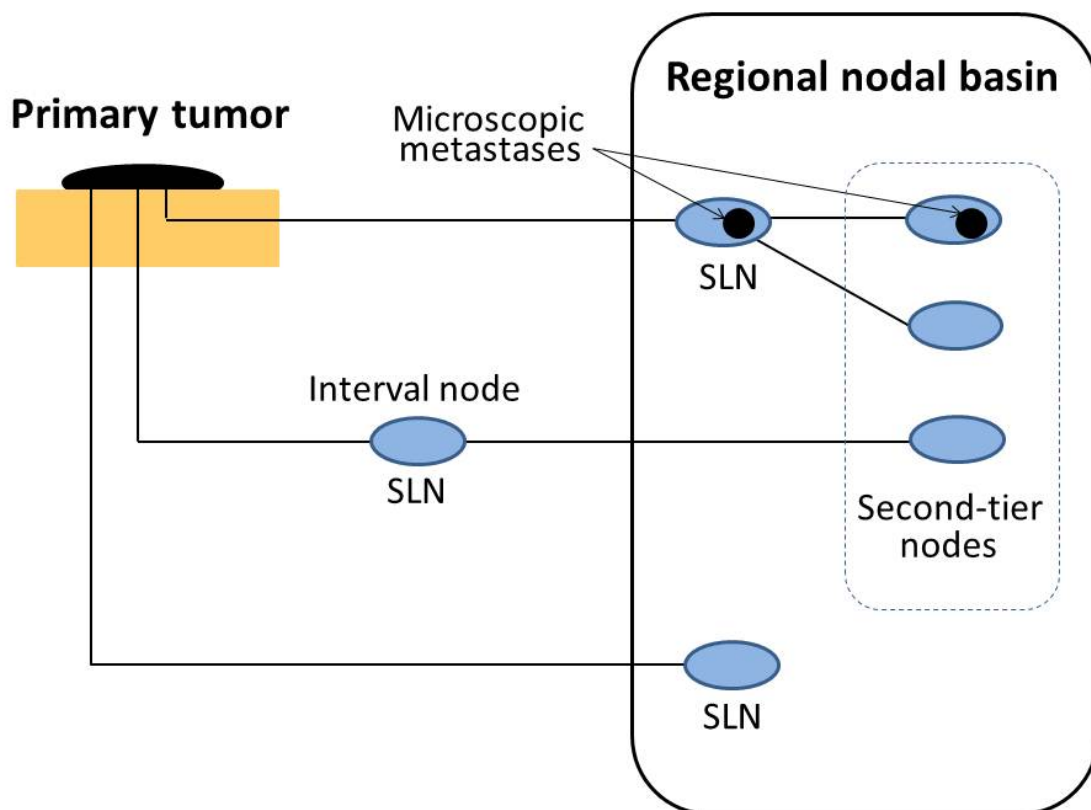 Regional nodal basin
Primary tumor
Microscopic
metastases
SLN
Interval node
SLN
Second-tier
nodes
SLN